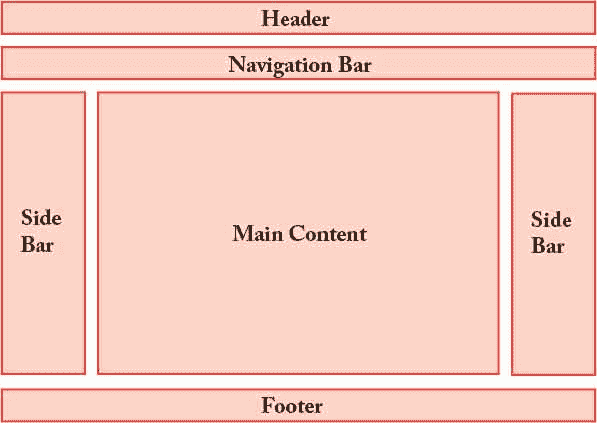 Header
Navigation Bar
Side
Bar
Main Content
Side
Bar
Footer